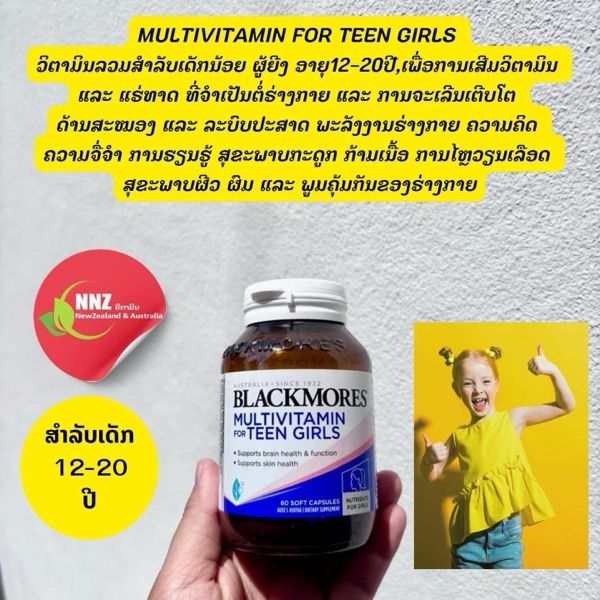 MULTIVITAMIN FOR TEEN GIRLS
ວິຕາມິນລວມສຳລັບເດັກນ້ອຍ ຜູ້ຍີງ ອາຍຸ12-20ປີ,ເພື່ອການເສີມວິຕາມິນ
ແລະ ແຮ່ທາດ ທີ່ຈຳເປັນຕໍ່ຮ່າງກາຍ ແລະ ການຈະເລີນເຕີບໂຕ
ດ້ານສະໝອງ ແລະ ລະບົບປະສາດ ພະລັງງານຮ່າງກາຍ ຄວາມຄິດ
ຄວາມຈື່ຈຳ ການຮຽນຮູ້ ສຸຂະພາບກະດູກ ກ້າມເນື້ອ ການໄຫຼວຽນເລືອດ
ສຸຂະພາບຜິວ ຜົມ ແລະ ພູມຄຸ້ມກັນຂອງຮ່າງກາຍ
NNZ ວິຕາມິນ
NewZealand & Australia
ສຳລັບເດັກ
12-20
ປີ
BLACKMORES
AUSTRALIA • SINCE 1932
BLACKMORES
MULTIVITAMIN
FOR TEEN GIRLS
• Supports brain health & function
• Supports skin health
60 SOFT CAPSULES
DIETARY SUPPLEMENT
NUTRIENTS
FOR GIRLS